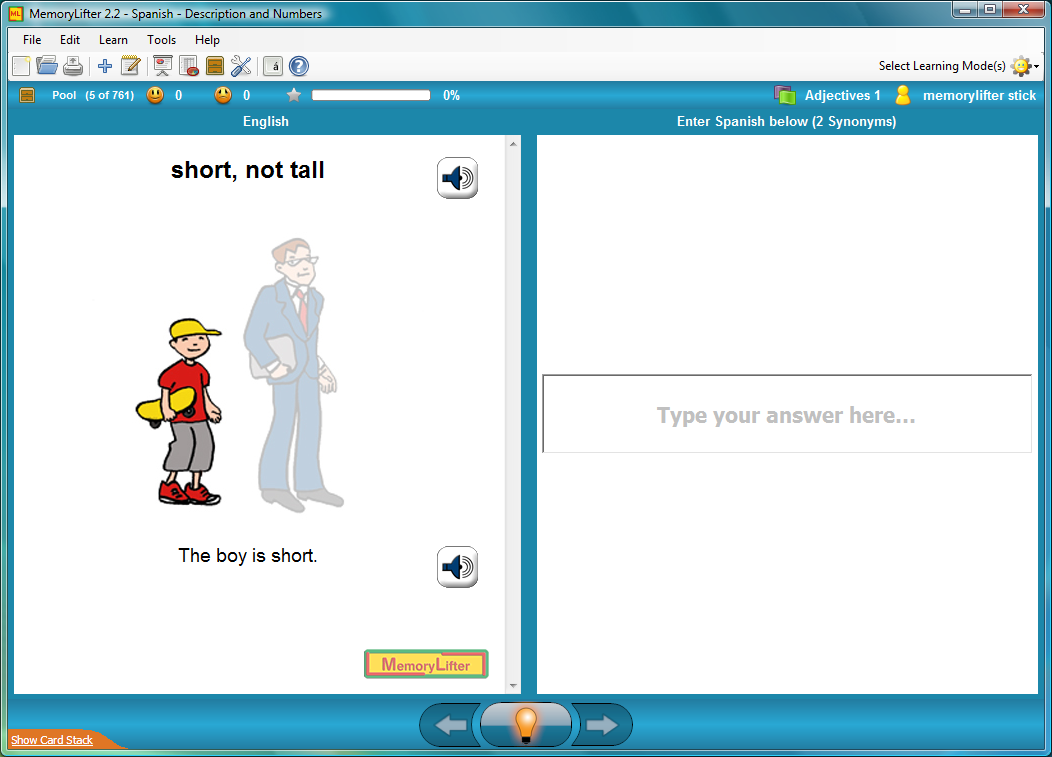 MemoryLifter 2.2 - Spanish - Description and Numbers
File Edit Learn Tools Help
Select Learning Mode(s)
Pool (5 of 761) 0 0 0% Adjectives 1 memorylifter stick
English
Enter Spanish below (2 Synonyms)
short, not tall
Type your answer here...
The boy is short.
MemoryLifter
Show Card Stack